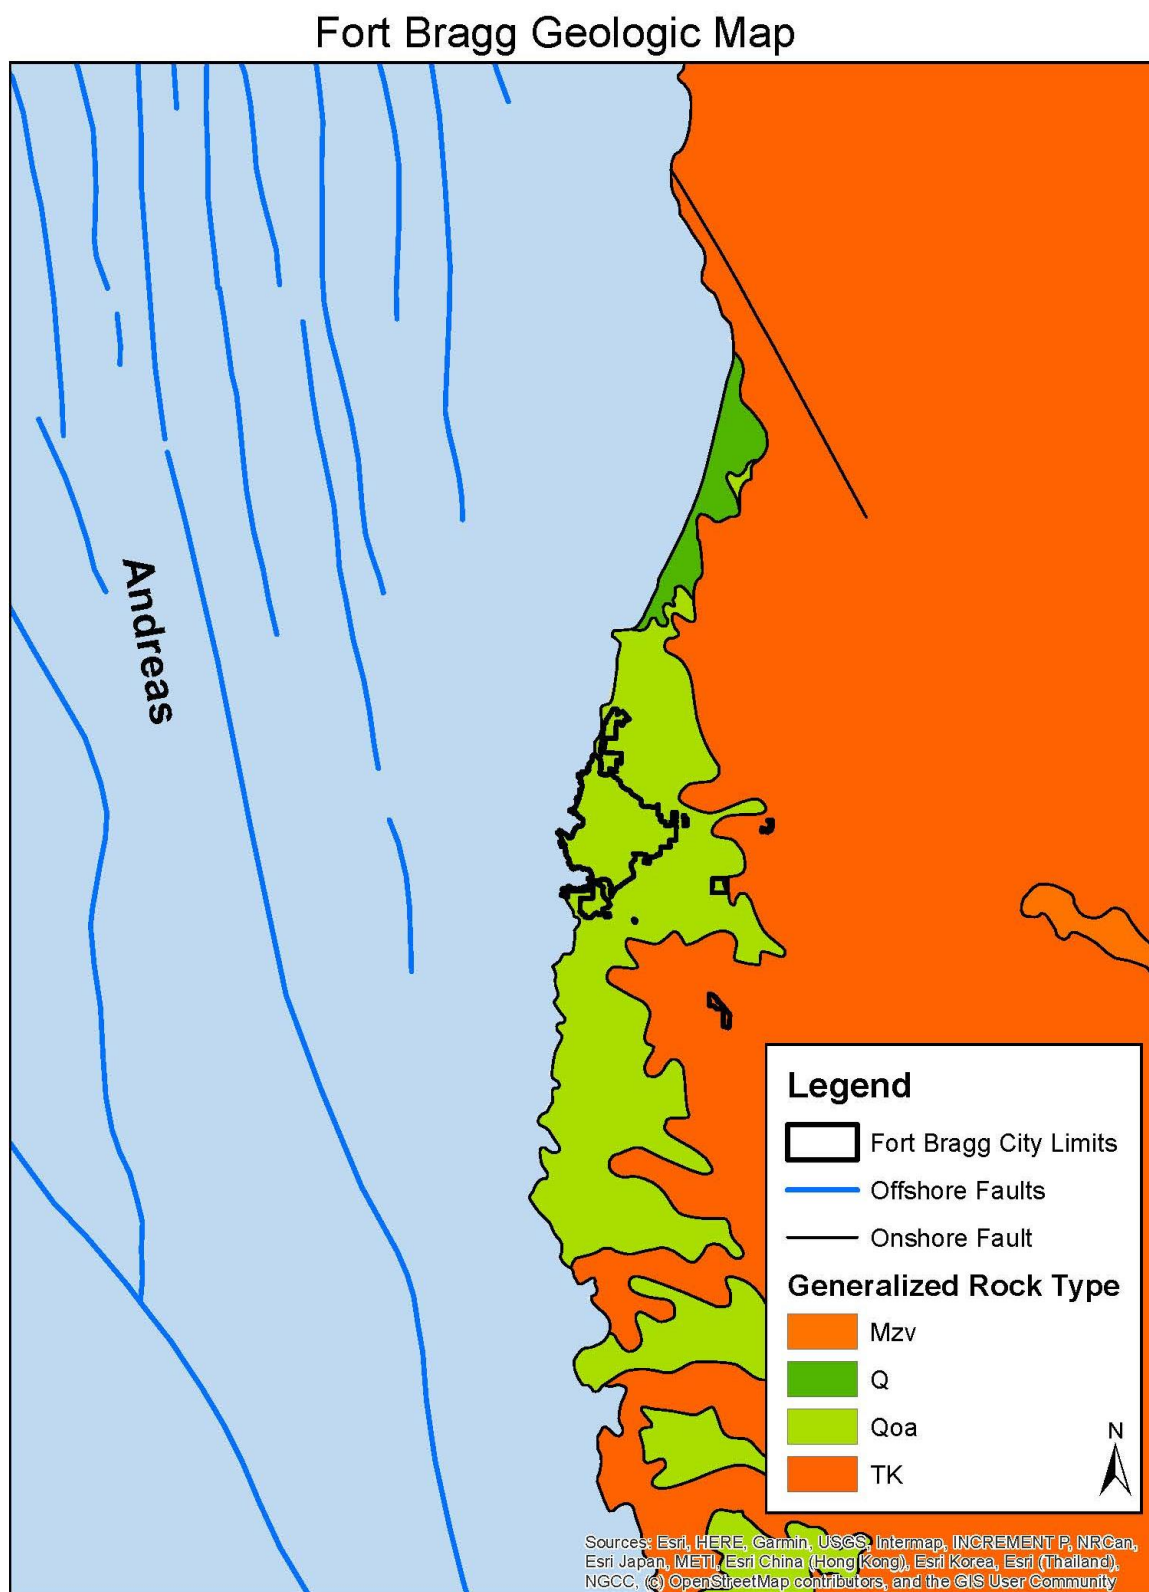 Fort Bragg Geologic Map
Andreas
Legend
Fort Bragg City Limits
Offshore Faults
Onshore Fault
Generalized Rock Type
Mzv
Q
Qoa
TK
N
Sources: Esri, HERE, Garmin, USGS, Intermap, INCREMENT P, NRCan,
Esri Japan, METI, Esri China (Hong Kong), Esri Korea, Esri (Thailand),
NGCC, (c) OpenStreetMap contributors, and the GIS User Community